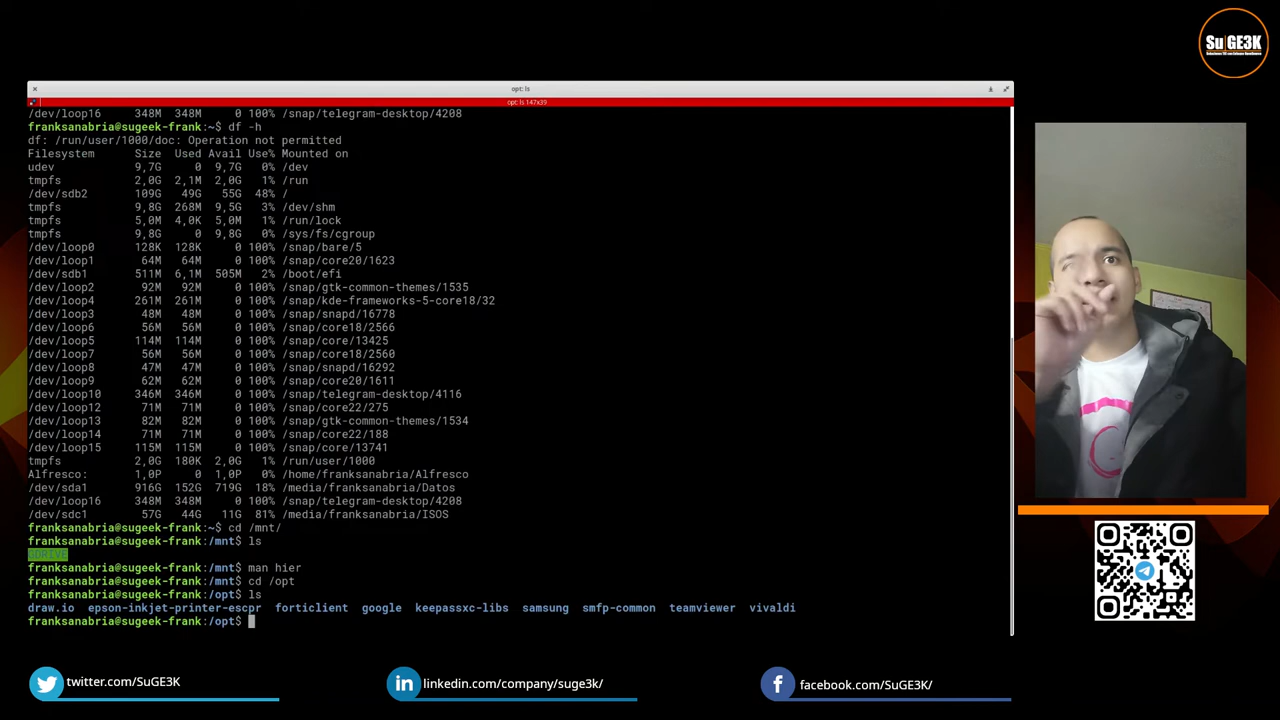 SuGE3K
opt: ls
opt: ls 147x39
/dev/loop16 348M 348M 0 100% /snap/telegram-desktop/4208
franksanabria@sugeek-frank:~$ df -h
df: /run/user/1000/doc: Operation not permitted
Filesystem Size Used Avail Use% Mounted on
udev 9,7G 0 9,7G 0% /dev
tmpfs 2,0G 2,1M 2,0G 1% /run
/dev/sdb2 109G 49G 55G 48% /
tmpfs 9,8G 268M 9,5G 3% /dev/shm
tmpfs 5,0M 4,0K 5,0M 1% /run/lock
tmpfs 9,8G 0 9,8G 0% /sys/fs/cgroup
/dev/loop0 128K 128K 0 100% /snap/bare/5
/dev/loop1 64M 64M 0 100% /snap/core20/1623
/dev/sdb1 511M 6,1M 505M 2% /boot/efi
/dev/loop2 92M 92M 0 100% /snap/gtk-common-themes/1535
/dev/loop4 261M 261M 0 100% /snap/kde-frameworks-5-core18/32
/dev/loop3 48M 48M 0 100% /snap/snapd/16778
/dev/loop6 56M 56M 0 100% /snap/core18/2566
/dev/loop5 114M 114M 0 100% /snap/core/13425
/dev/loop7 56M 56M 0 100% /snap/core18/2560
/dev/loop8 47M 47M 0 100% /snap/snapd/16292
/dev/loop9 62M 62M 0 100% /snap/core20/1611
/dev/loop10 346M 346M 0 100% /snap/telegram-desktop/4116
/dev/loop12 71M 71M 0 100% /snap/core22/275
/dev/loop13 82M 82M 0 100% /snap/gtk-common-themes/1534
/dev/loop14 71M 71M 0 100% /snap/core22/188
/dev/loop15 115M 115M 0 100% /snap/core/13741
tmpfs 2,0G 180K 2,0G 1% /run/user/1000
Alfresco: 1,0P 0 1,0P 0% /home/franksanabria/Alfresco
/dev/sda1 916G 152G 719G 18% /media/franksanabria/Datos
/dev/loop16 348M 348M 0 100% /snap/telegram-desktop/4208
/dev/sdc1 57G 44G 11G 81% /media/franksanabria/ISOS
franksanabria@sugeek-frank:~$ cd /mnt/
franksanabria@sugeek-frank:/mnt$ ls
GDRIVE
franksanabria@sugeek-frank:/mnt$ man hier
franksanabria@sugeek-frank:/mnt$ cd /opt
franksanabria@sugeek-frank:/opt$ ls
draw.io epson-inkjet-printer-escpr forticlient google keepassxc-libs samsung smfp-common teamviewer vivaldi
franksanabria@sugeek-frank:/opt$
twitter.com/SuGE3K
linkedin.com/company/suge3k/
facebook.com/SuGE3K/